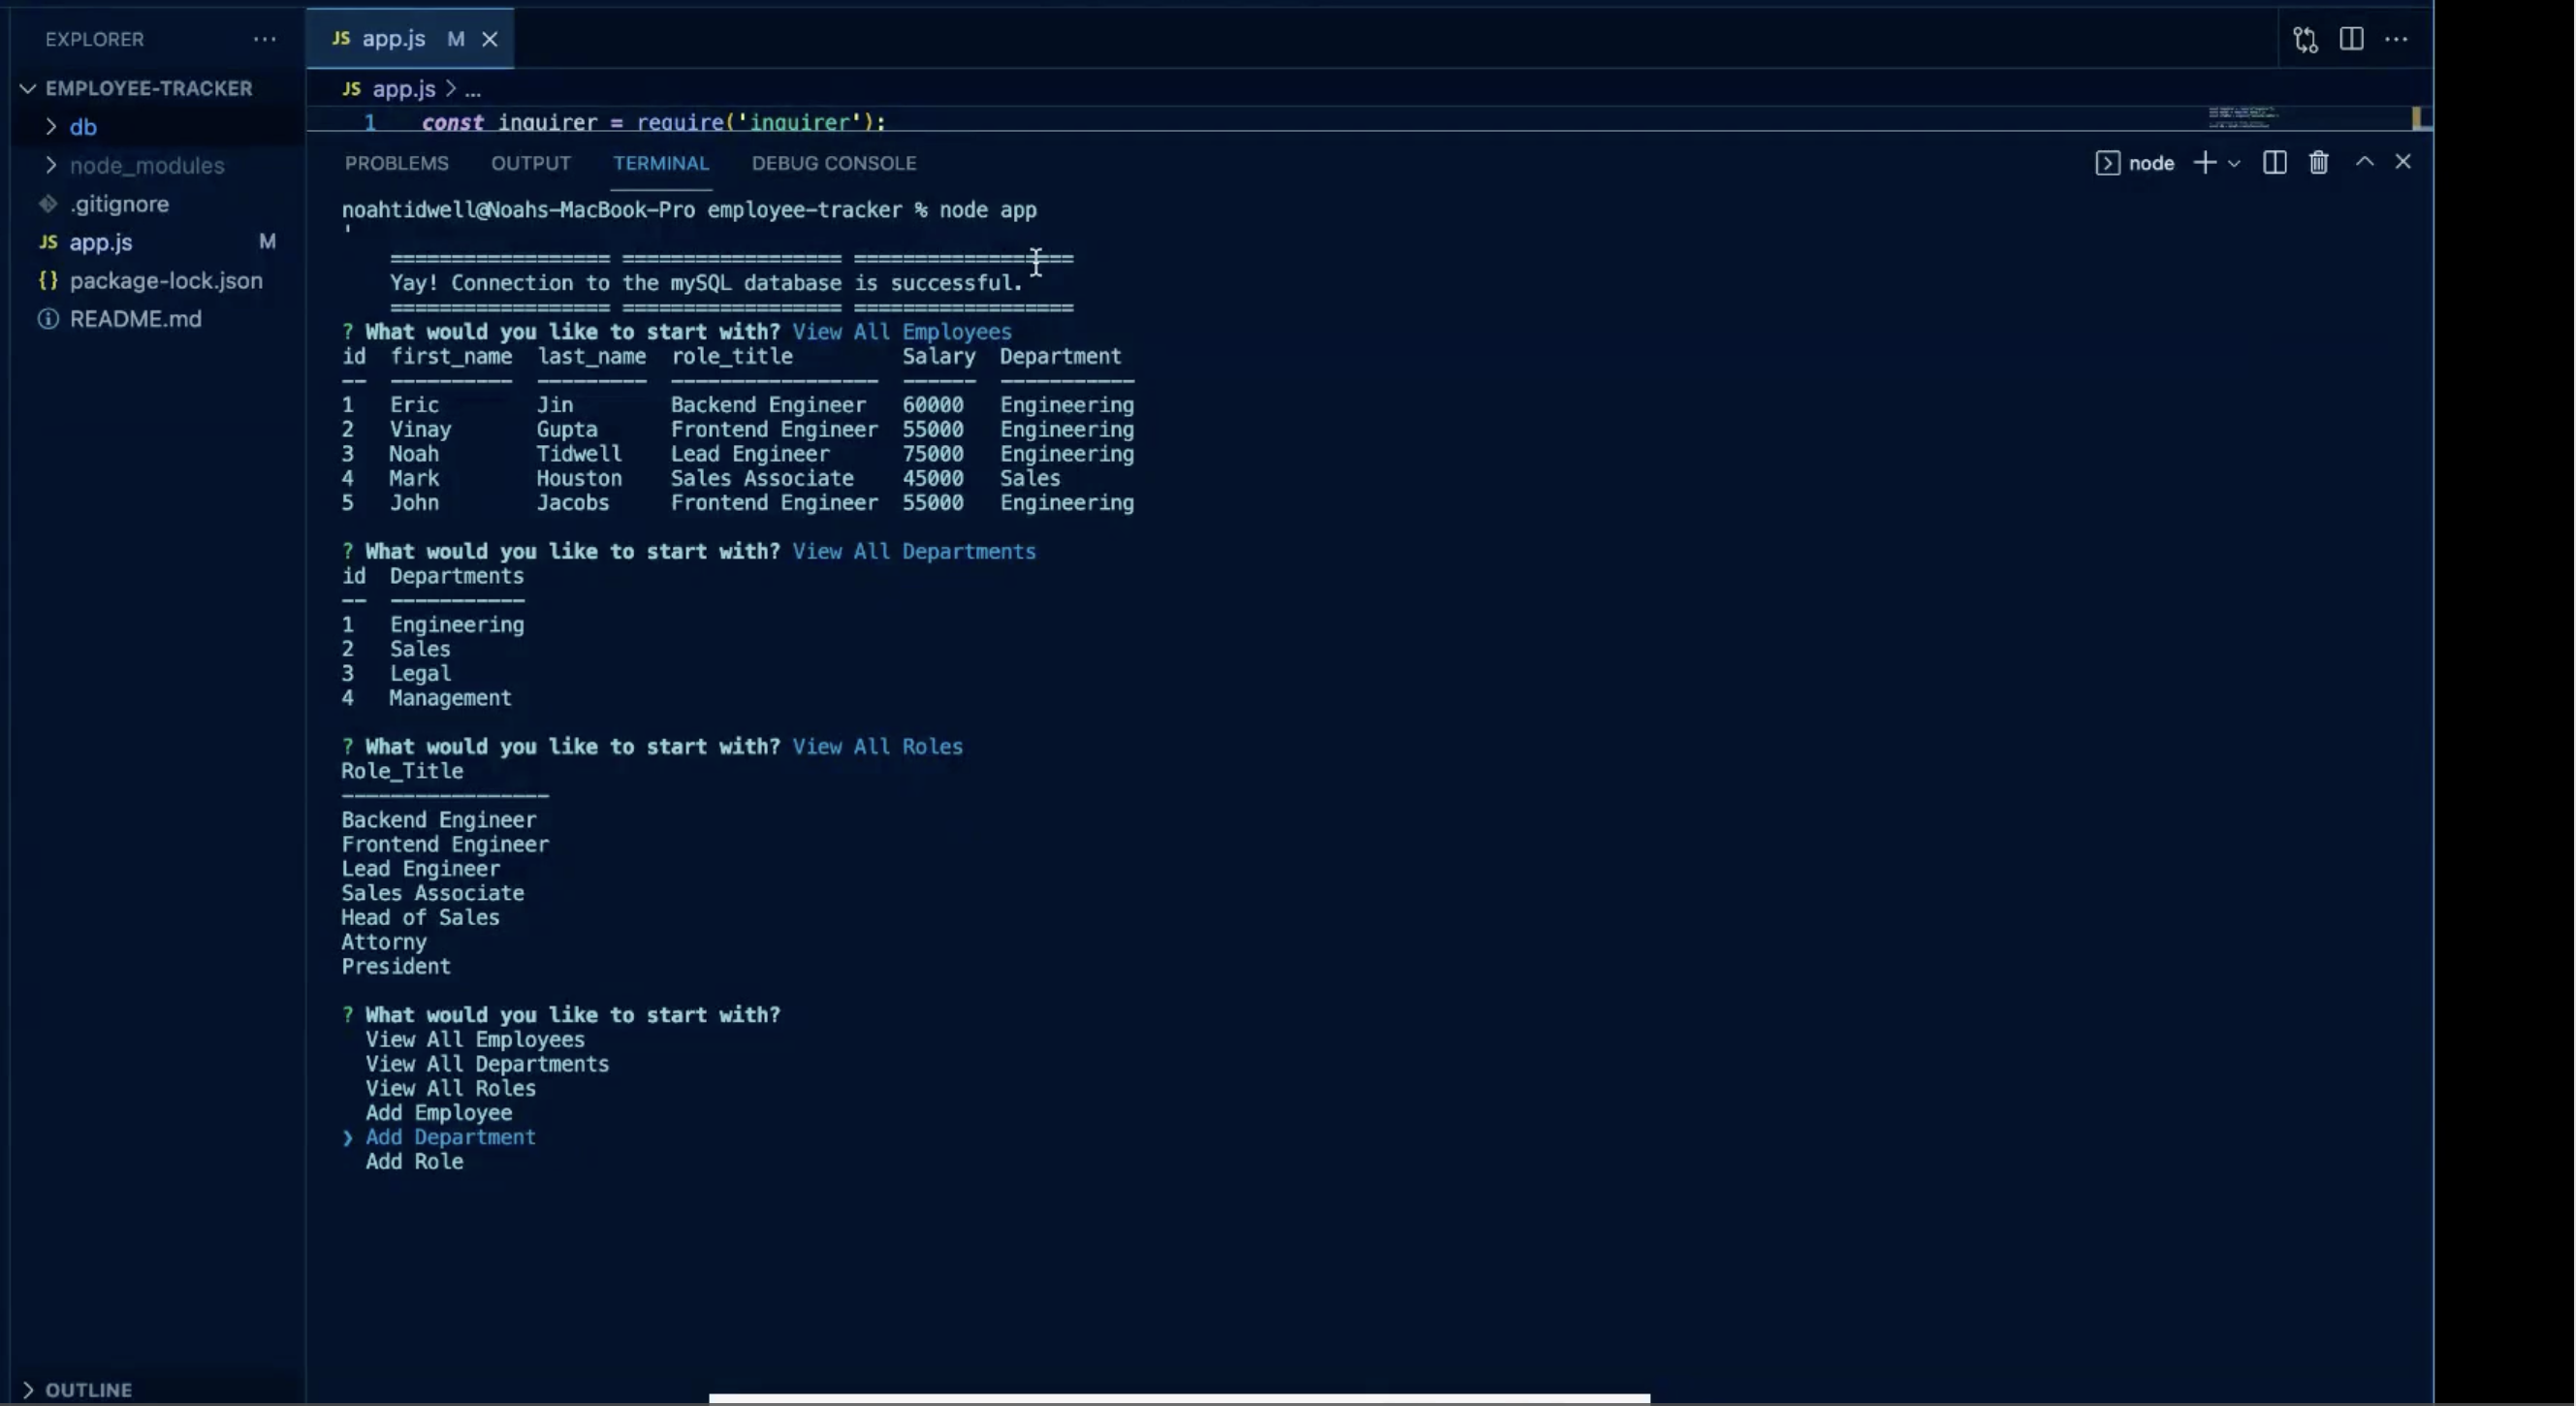 EXPLORER ···
EMPLOYEE-TRACKER
db
node_modules
.gitignore
JS app.js M
{} package-lock.json
README.md
OUTLINE
JS app.js M
JS app.js > ...
1 const inquirer = require('inquirer');
PROBLEMS OUTPUT TERMINAL DEBUG CONSOLE
node
noahtidwell@Noahs-MacBook-Pro employee-tracker % node app
'
================== ================== ==================
Yay! Connection to the mySQL database is successful.
================== ================== ==================
? What would you like to start with? View All Employees
id first_name last_name role_title Salary Department
-- ---------- --------- ----------------- ------ -----------
1 Eric Jin Backend Engineer 60000 Engineering
2 Vinay Gupta Frontend Engineer 55000 Engineering
3 Noah Tidwell Lead Engineer 75000 Engineering
4 Mark Houston Sales Associate 45000 Sales
5 John Jacobs Frontend Engineer 55000 Engineering
? What would you like to start with? View All Departments
id Departments
-- -----------
1 Engineering
2 Sales
3 Legal
4 Management
? What would you like to start with? View All Roles
Role_Title
-----------------
Backend Engineer
Frontend Engineer
Lead Engineer
Sales Associate
Head of Sales
Attorny
President
? What would you like to start with?
View All Employees
View All Departments
View All Roles
Add Employee
❯ Add Department
Add Role